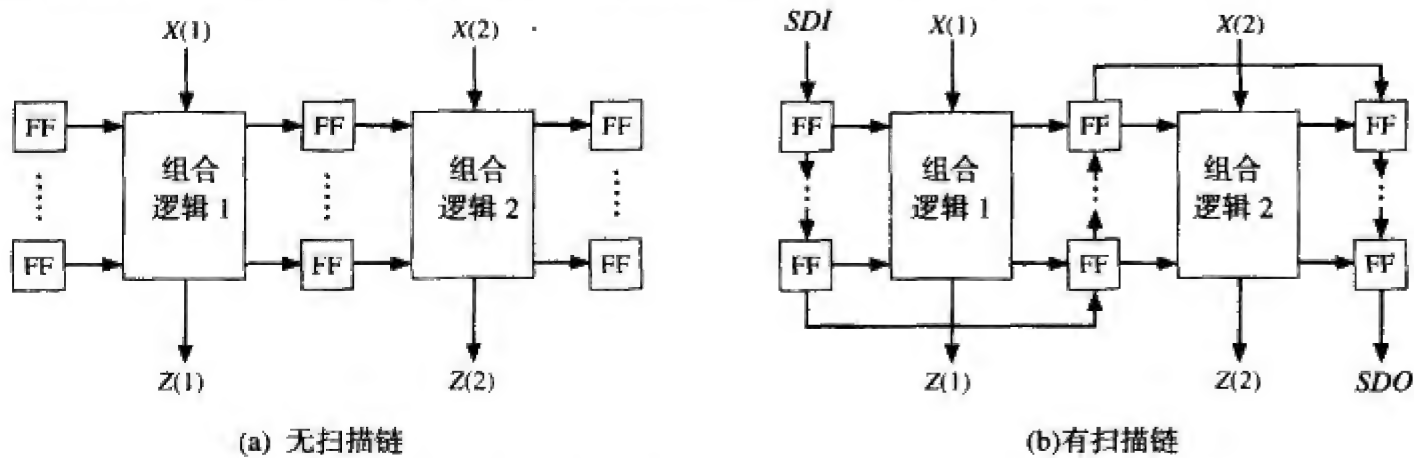 X(1)
X(2)
FF
FF
FF
组合
逻辑 1
组合
逻辑 2
FF
FF
FF
Z(1)
Z(2)
(a) 无扫描链
SDI
X(1)
X(2)
FF
FF
FF
组合
逻辑 1
组合
逻辑 2
FF
FF
FF
Z(1)
Z(2)
SDO
(b)有扫描链